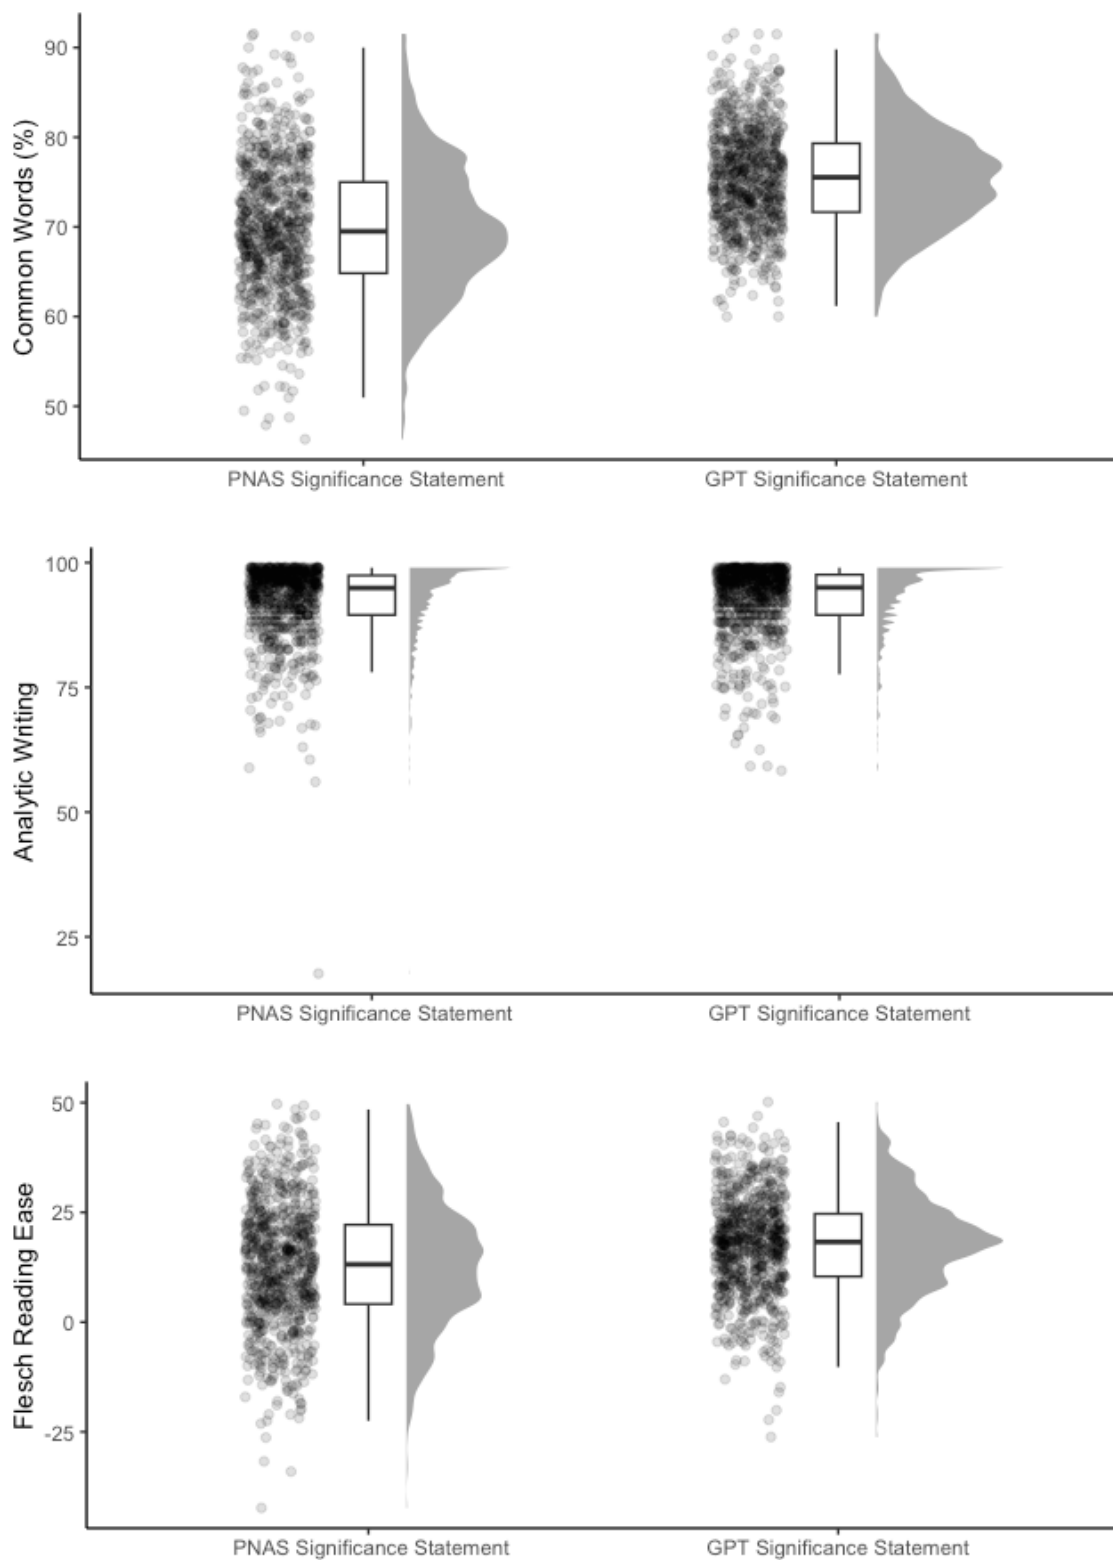 Common Words (%)
90
80
70
60
50
PNAS Significance Statement
GPT Significance Statement
Analytic Writing
100
75
50
25
PNAS Significance Statement
GPT Significance Statement
Flesch Reading Ease
50
25
0
-25
PNAS Significance Statement
GPT Significance Statement